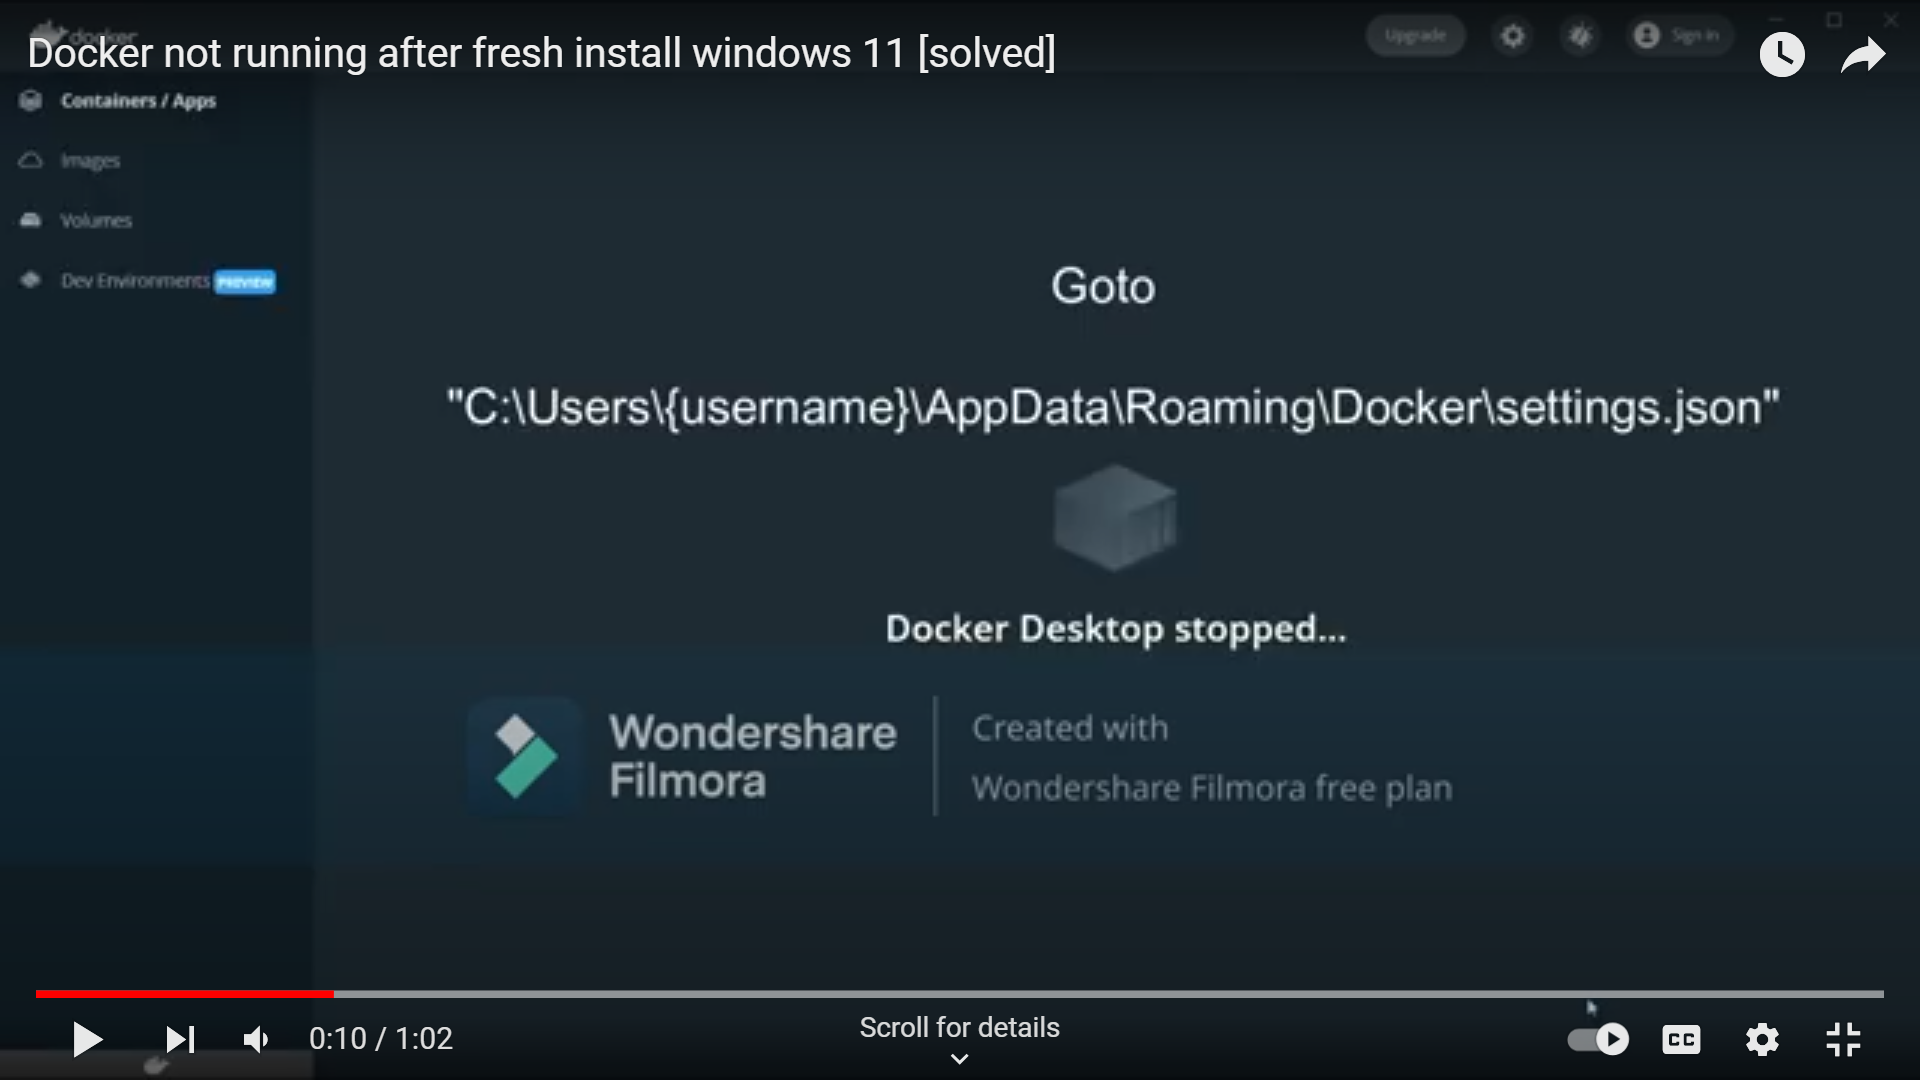 docker
Docker not running after fresh install windows 11 [solved]
Upgrade
Sign in
Containers / Apps
Images
Volumes
Dev Environments PREVIEW
Goto
"C:\Users\{username}\AppData\Roaming\Docker\settings.json"
Docker Desktop stopped...
Wondershare
Filmora
Created with
Wondershare Filmora free plan
0:10 / 1:02
Scroll for details
CC